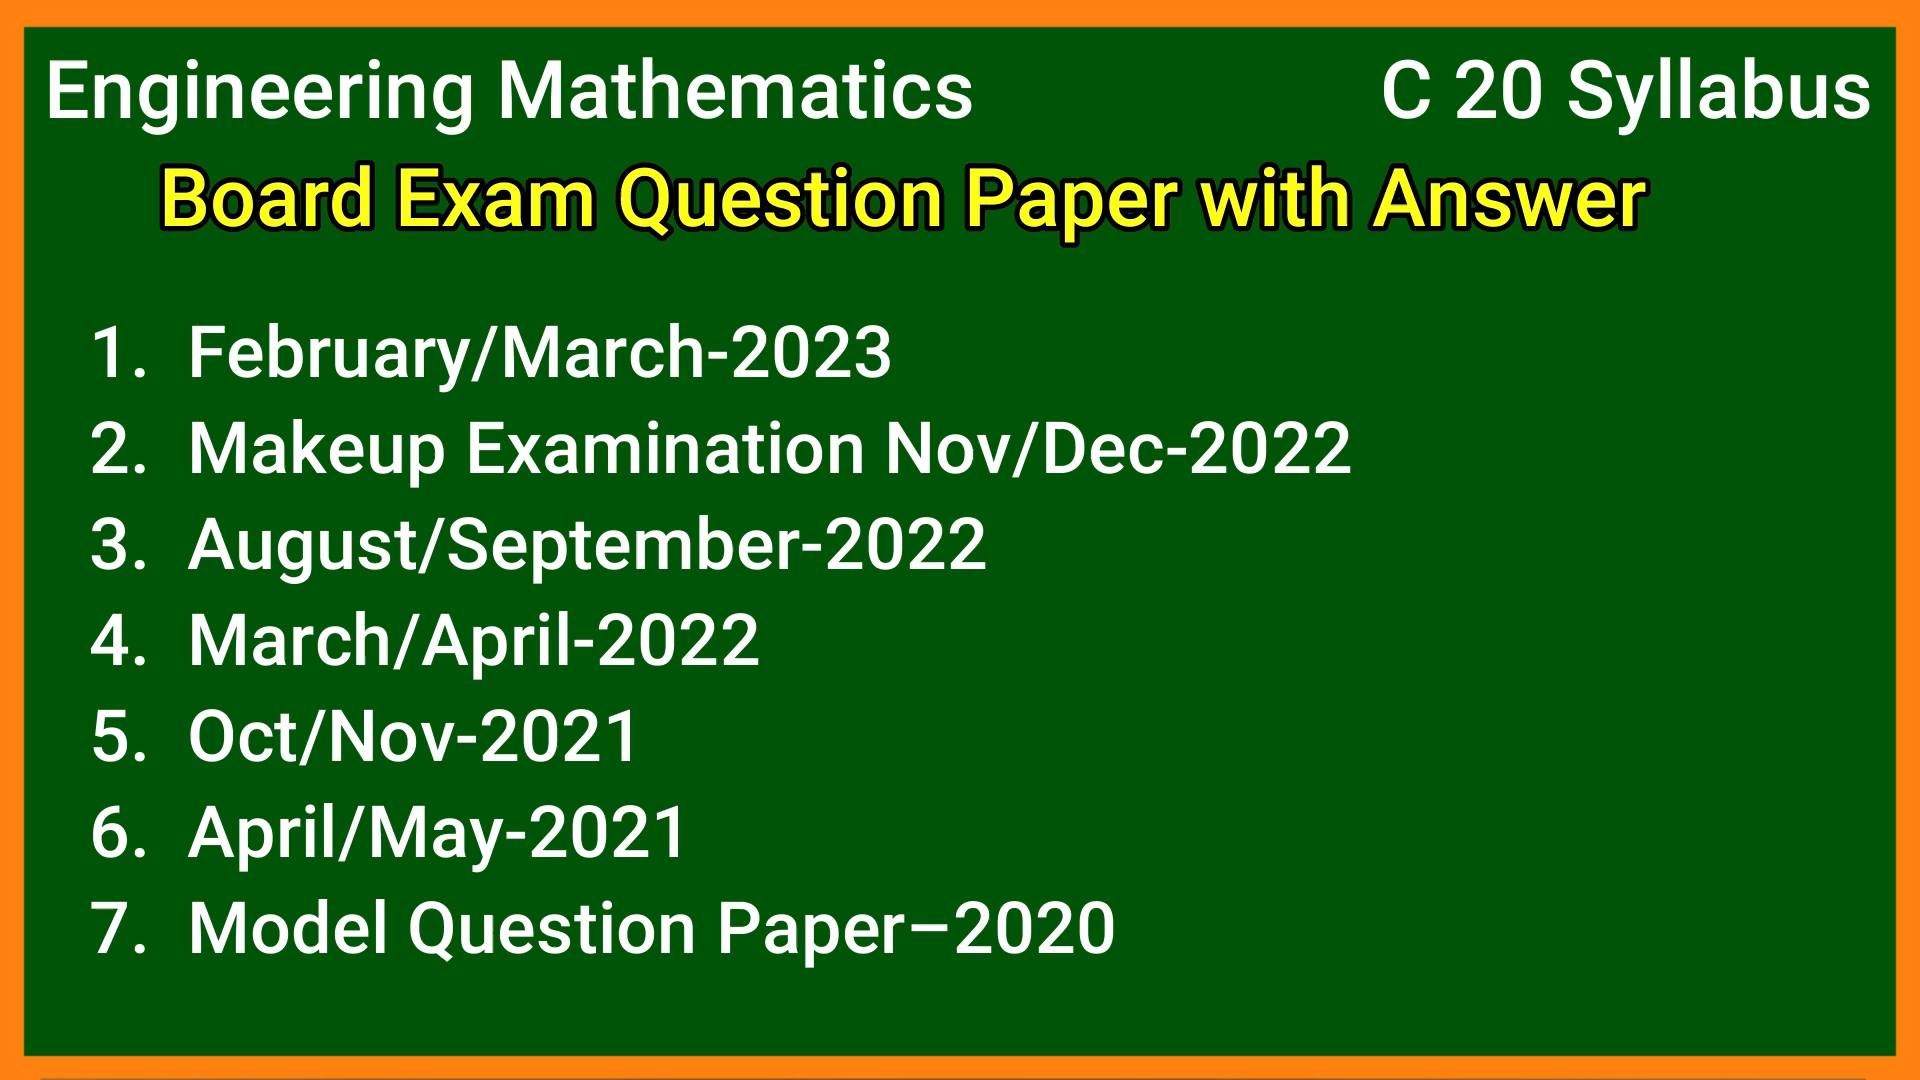 Engineering Mathematics C 20 Syllabus
Board Exam Question Paper with Answer
1. February/March-2023
2. Makeup Examination Nov/Dec-2022
3. August/September-2022
4. March/April-2022
5. Oct/Nov-2021
6. April/May-2021
7. Model Question Paper–2020